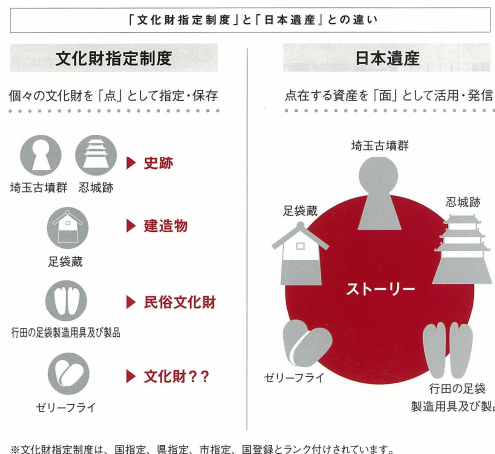 「文化財指定制度」と「日本遺産」との違い
文化財指定制度
個々の文化財を「点」として指定・保存
埼玉古墳群 忍城跡
史跡
足袋蔵
建造物
行田の足袋製造用具及び製品
民俗文化財
ゼリーフライ
文化財??
日本遺産
点在する資産を「面」として活用・発信
埼玉古墳群
足袋蔵
忍城跡
ストーリー
ゼリーフライ
行田の足袋
製造用具及び製品
※文化財指定制度は、国指定、県指定、市指定、国登録とランク付けされています。